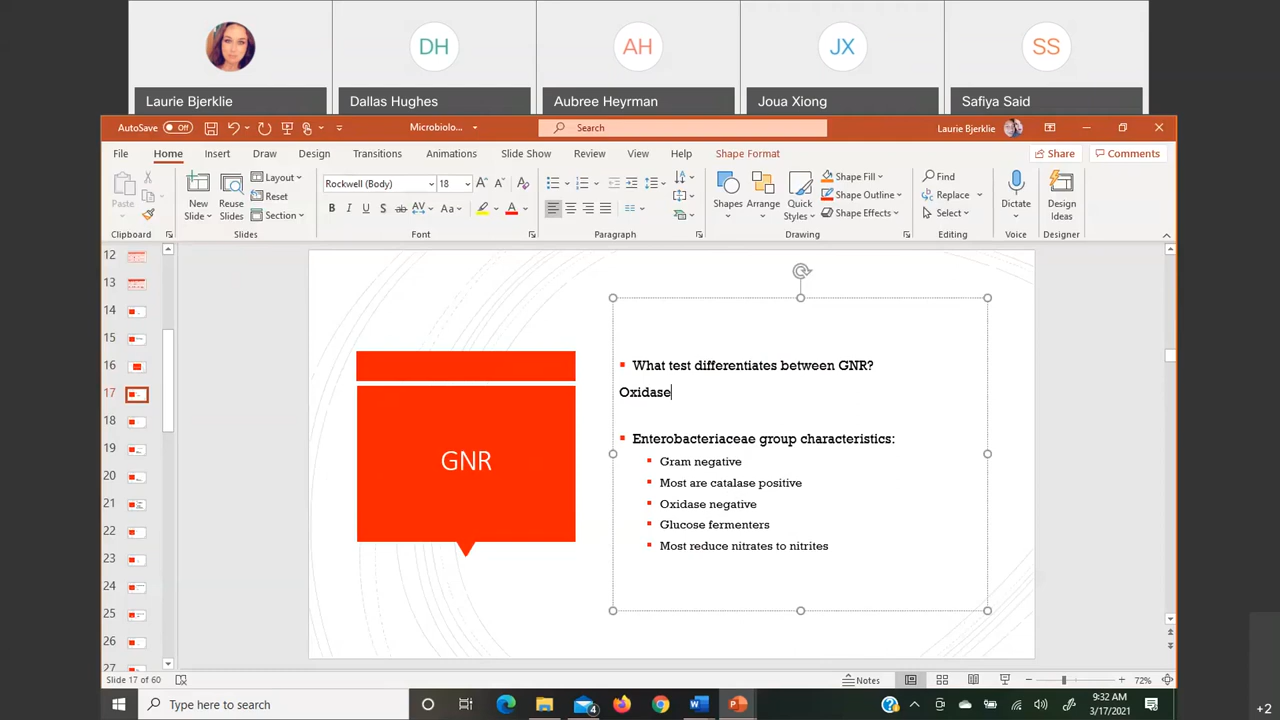 DH
AH
JX
SS
Laurie Bjerklie
Dallas Hughes
Aubree Heyrman
Joua Xiong
Safiya Said
AutoSave Off
Microbiolo...
Search
Laurie Bjerklie
File Home Insert Draw Design Transitions Animations Slide Show Review View Help Shape Format
Share
Comments
Paste
New Slide
Reuse Slides
Layout
Reset
Section
Rockwell (Body) 18
B I U S ab AV Aa
A
Shapes
Arrange
Quick Styles
Shape Fill
Shape Outline
Shape Effects
Find
Replace
Select
Dictate
Design Ideas
Clipboard Slides Font Paragraph Drawing Editing Voice Designer
12
13
14
15
16
17
18
19
20
21
22
23
24
25
26
27
GNR
What test differentiates between GNR?
Oxidase
Enterobacteriaceae group characteristics:
Gram negative
Most are catalase positive
Oxidase negative
Glucose fermenters
Most reduce nitrates to nitrites
Slide 17 of 60
Notes
72%
Type here to search
4
9:32 AM
3/17/2021
+2